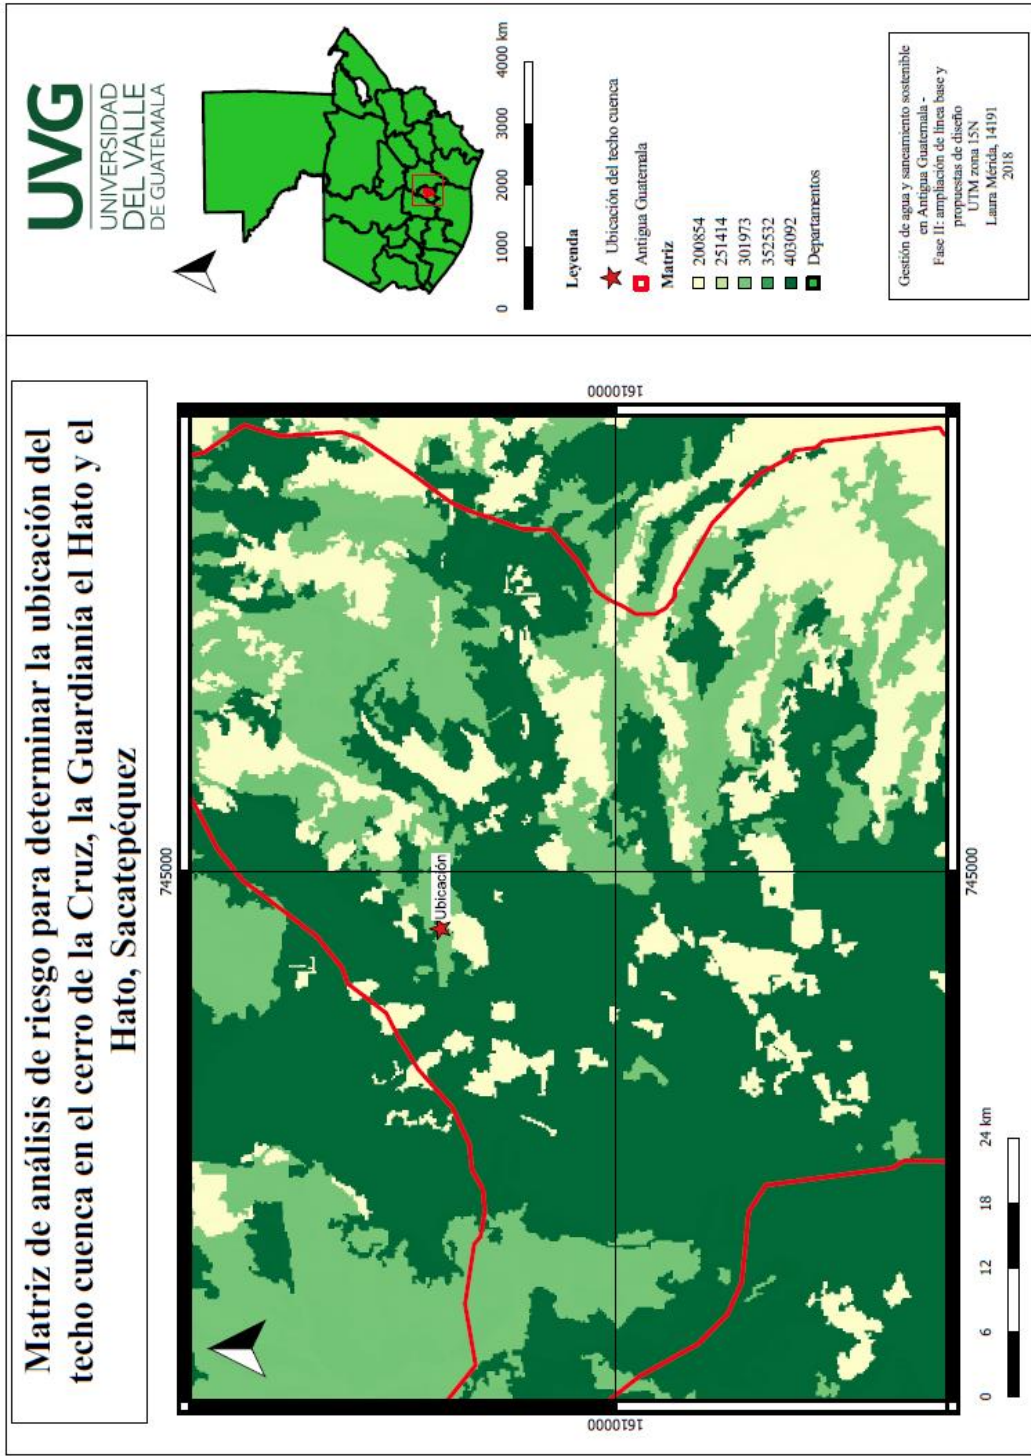 Matriz de análisis de riesgo para determinar la ubicación del
techo cuenca en el cerro de la Cruz, la Guardianía el Hato y el
Hato, Sacatepéquez
745000
1610000
1610000
745000
Ubicación
0 6 12 18 24 km
UVG
UNIVERSIDAD
DEL VALLE
DE GUATEMALA
0 1000 2000 3000 4000 km
Leyenda
Ubicación del techo cuenca
Antigua Guatemala
Matriz
200854
251414
301973
352532
403092
Departamentos
Gestión de agua y saneamiento sostenible
en Antigua Guatemala -
Fase II: ampliación de línea base y
propuestas de diseño
UTM zona 15N
Laura Mérida, 14191
2018